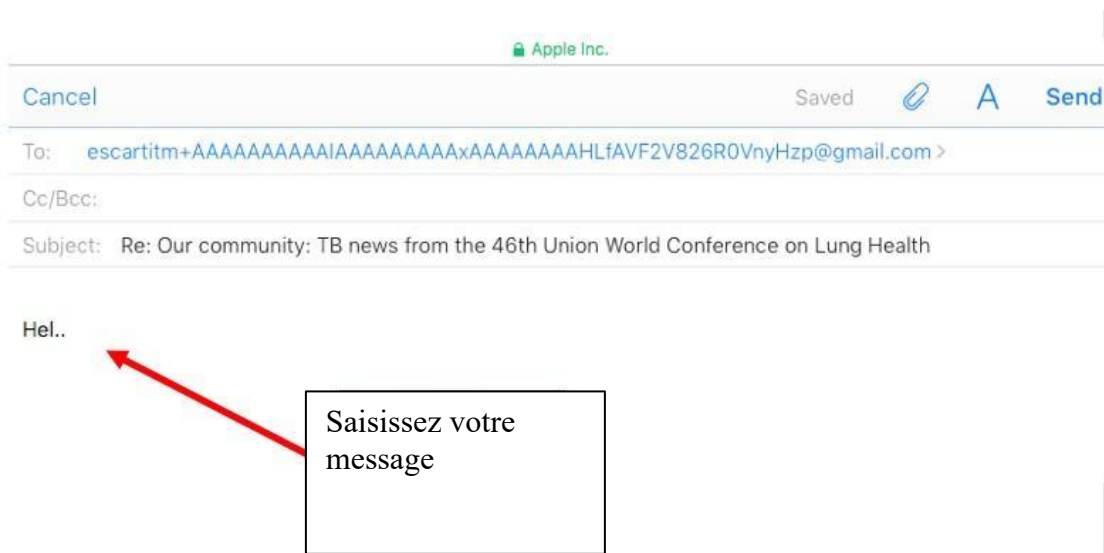 Apple Inc.
Cancel Saved A Send
To: escartitm+AAAAAAAAAAIAAAAAAAAAxAAAAAAAAHLfAVF2V826R0VnyHzp@gmail.com >
Cc/Bcc:
Subject: Re: Our community: TB news from the 46th Union World Conference on Lung Health
Hel..
Saisissez votre
message